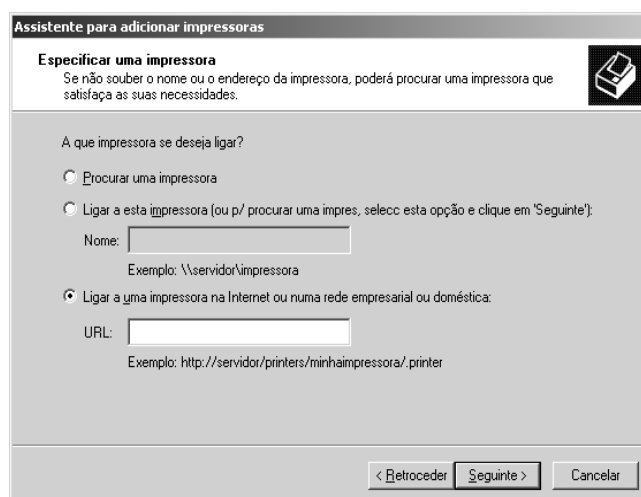 Assistente para adicionar impressoras
Especificar uma impressora
Se não souber o nome ou o endereço da impressora, poderá procurar uma impressora que
satisfaça as suas necessidades.
A que impressora se deseja ligar?
Procurar uma impressora
Ligar a esta impressora (ou p/ procurar uma impres, selecc esta opção e clique em 'Seguinte'):
Nome:
Exemplo: \\servidor\impressora
Ligar a uma impressora na Internet ou numa rede empresarial ou doméstica:
URL:
Exemplo: http://servidor/printers/minhaimpressora/.printer
< Retroceder Seguinte > Cancelar